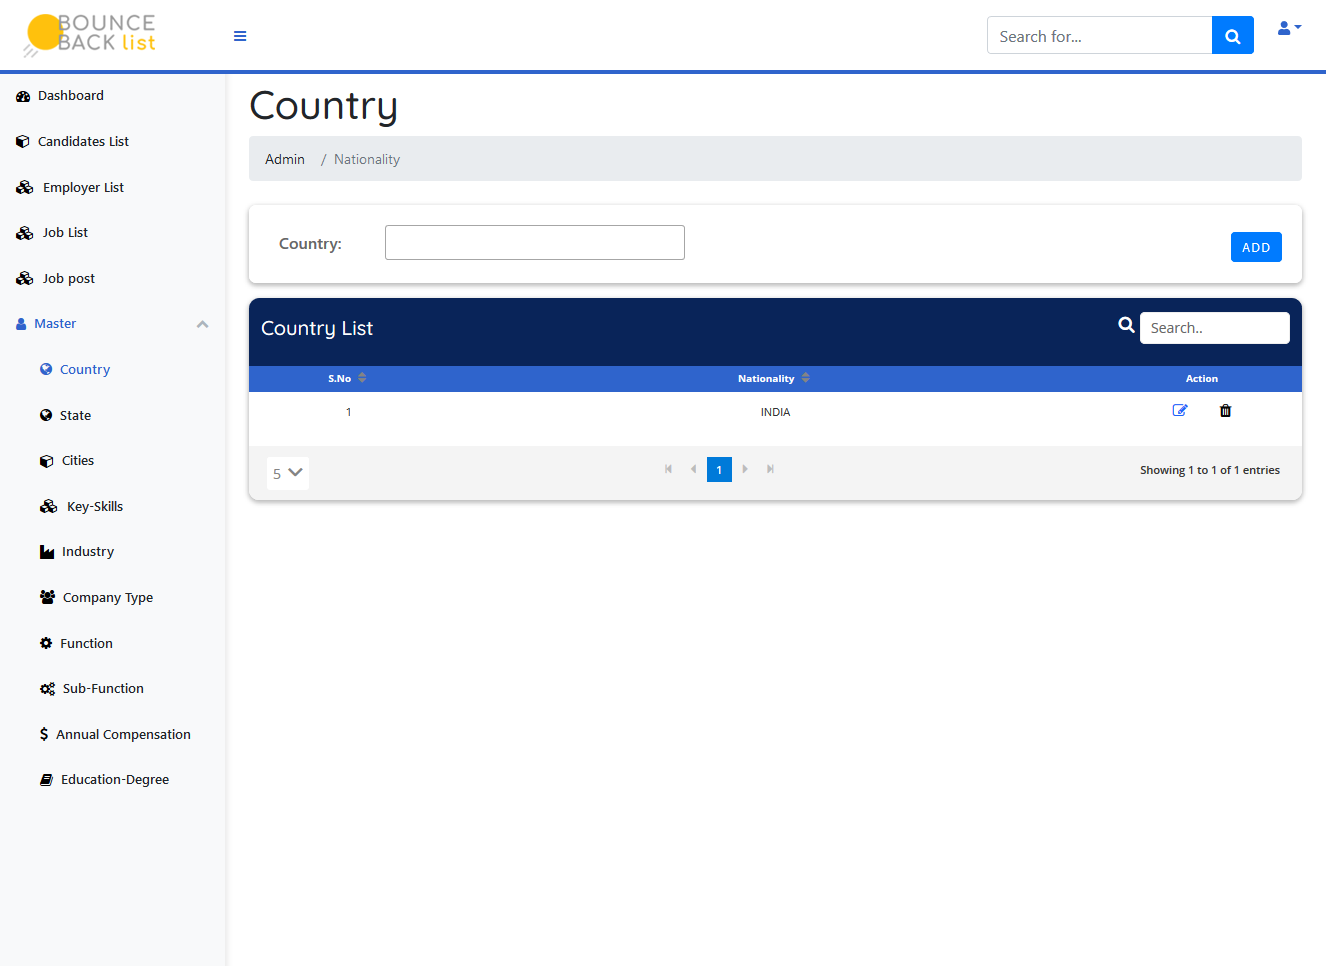 BOUNCE
BACK list
Search for...
Dashboard
Candidates List
Employer List
Job List
Job post
Master
Country
State
Cities
Key-Skills
Industry
Company Type
Function
Sub-Function
Annual Compensation
Education-Degree
Country
Admin / Nationality
Country:
ADD
Country List
Search..
S.No Nationality Action
1 INDIA
5 1 Showing 1 to 1 of 1 entries